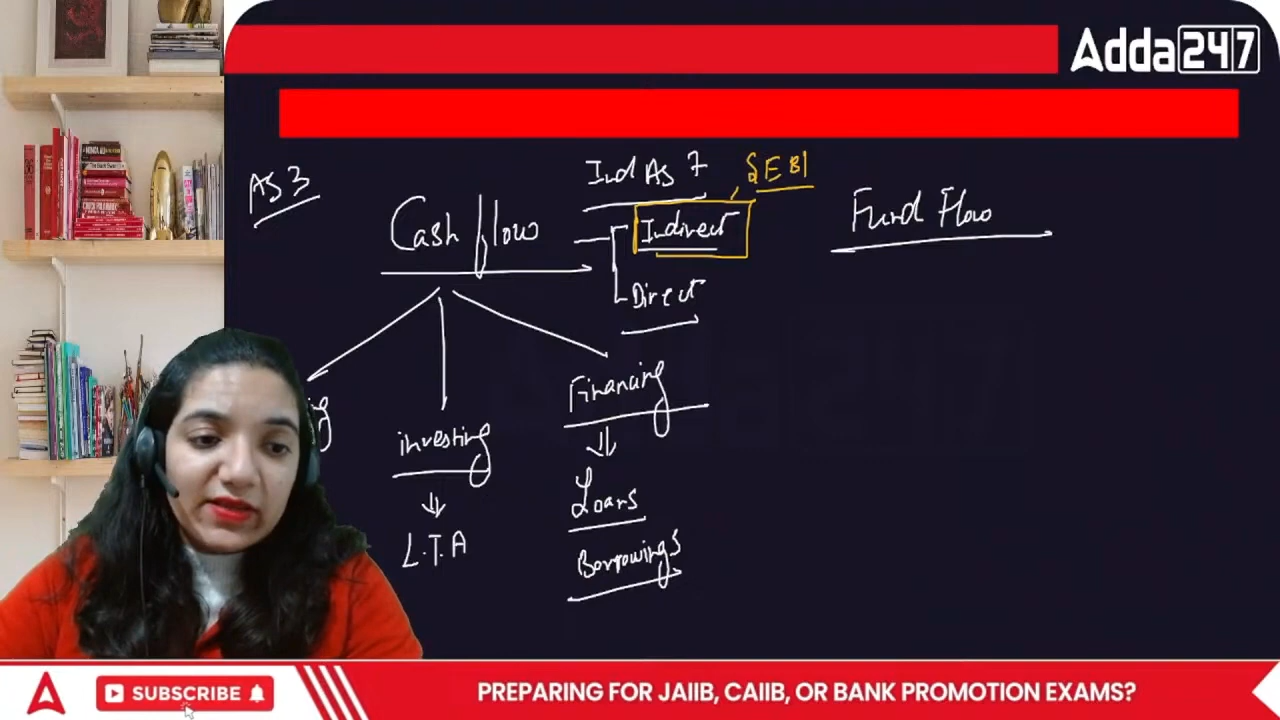 Adda247
AS 3
Cash flow
Ind AS 7
SEBI
Indirect
Direct
Fund Flow
investing
L.T.A
Financing
Loans
Borrowings
SUBSCRIBE
PREPARING FOR JAIIB, CAIIB, OR BANK PROMOTION EXAMS?